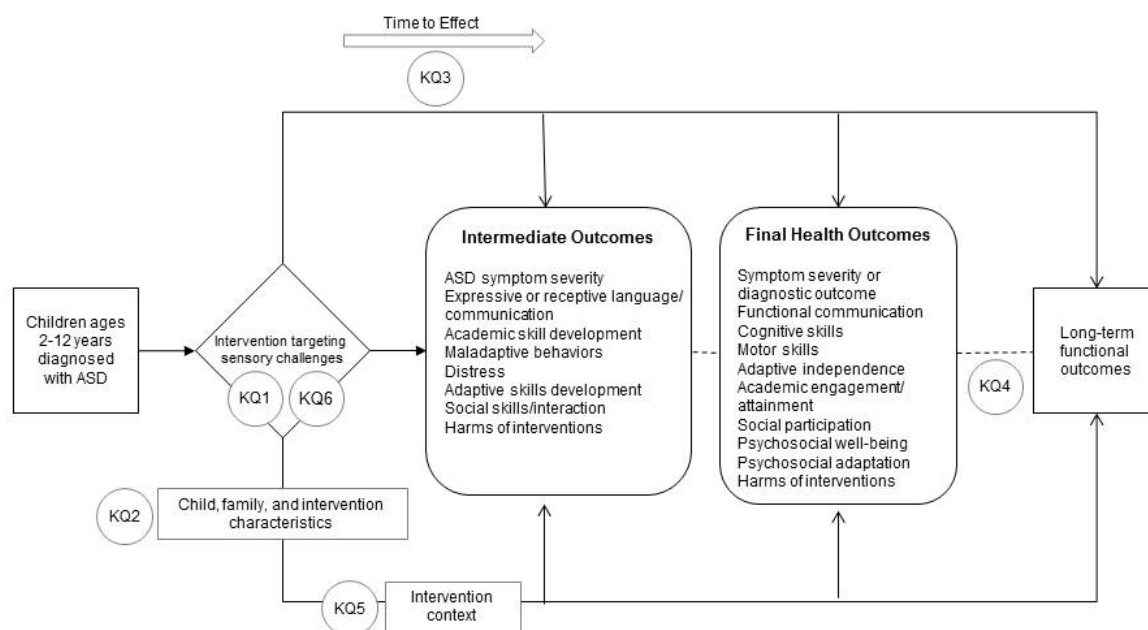 Time to Effect
KQ3
Children ages
2-12 years
diagnosed
with ASD
Intervention targeting
sensory challenges
KQ1
KQ6
KQ2
Child, family, and intervention
characteristics
KQ5
Intervention
context
Intermediate Outcomes
ASD symptom severity
Expressive or receptive language/
communication
Academic skill development
Maladaptive behaviors
Distress
Adaptive skills development
Social skills/interaction
Harms of interventions
Final Health Outcomes
Symptom severity or
diagnostic outcome
Functional communication
Cognitive skills
Motor skills
Adaptive independence
Academic engagement/
attainment
Social participation
Psychosocial well-being
Psychosocial adaptation
Harms of interventions
KQ4
Long-term
functional
outcomes